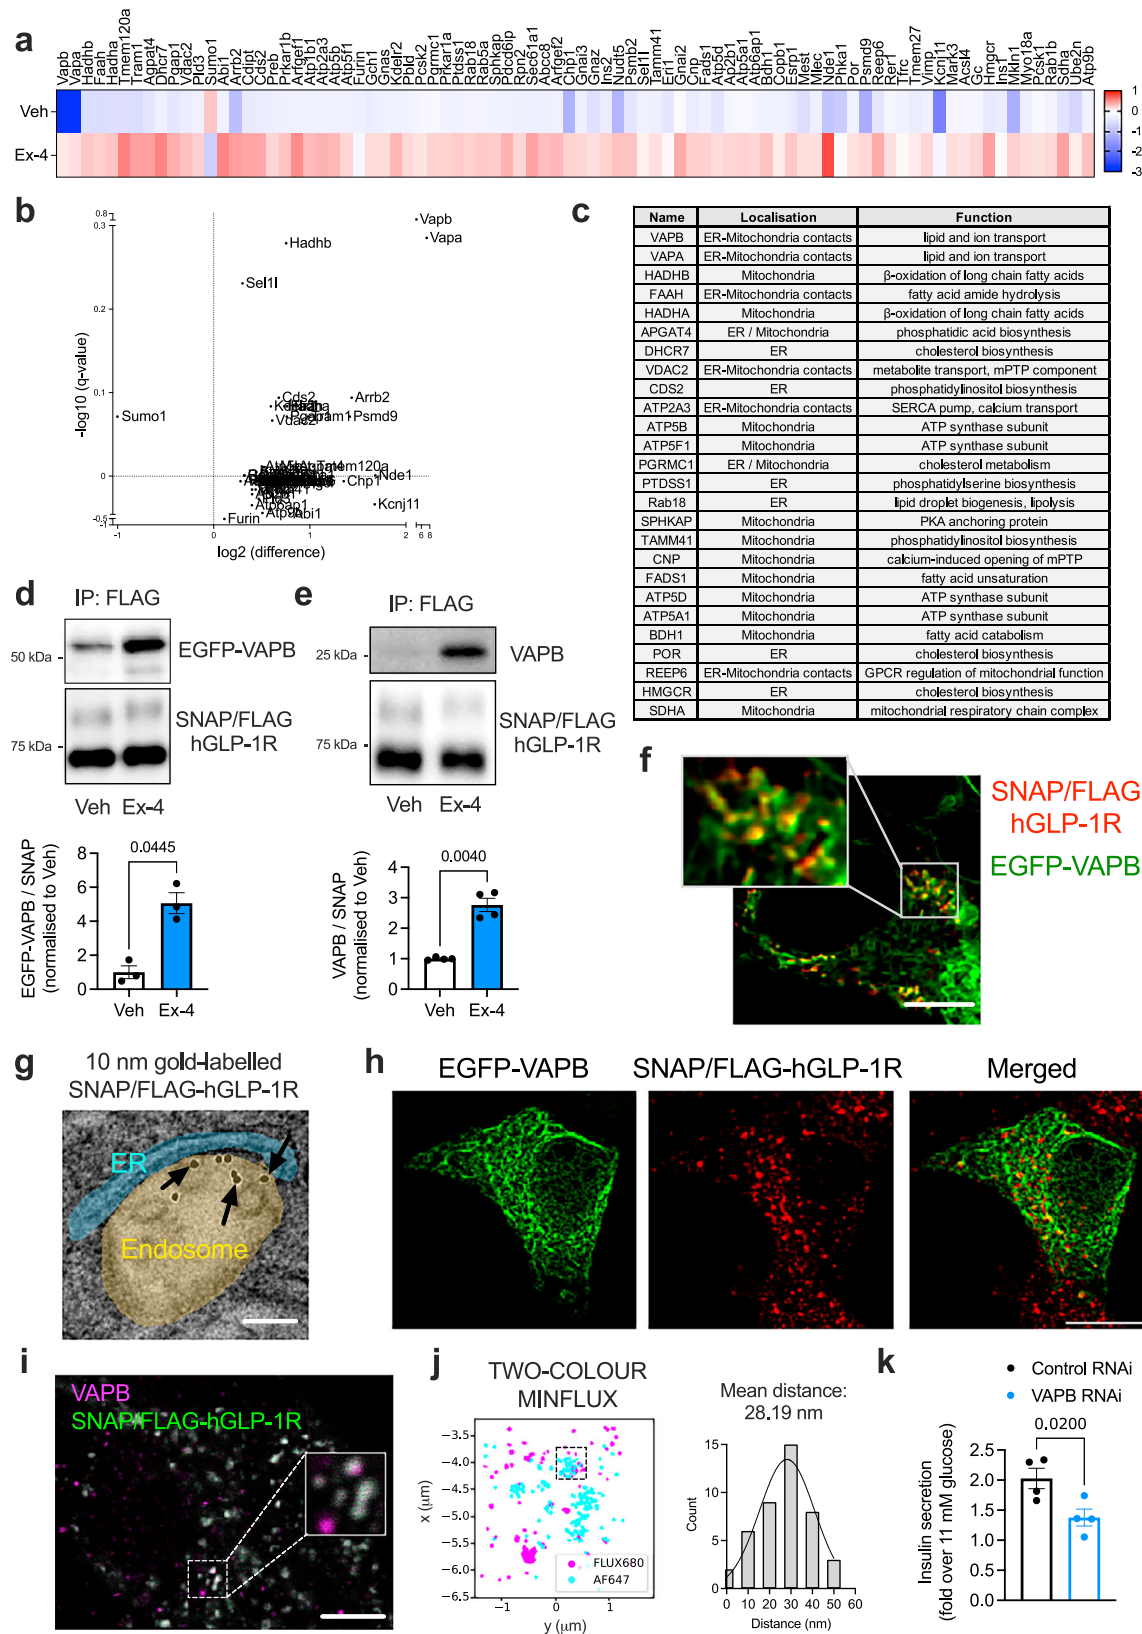 a
Vapb Vapa Hadhb Faah Hadha Tmem120a Tram1 Agpat4 Dhcr7 Pgap1 Vdac2 Pld3 Sumo1 Abi1 Arrb2 Cdipt Cds2 Preb Prkar1b Arfgef1 Atp1b1 Atp2a3 Atp5b Atp5f1 Furin Gch1 Gnas Kdelr2 Pbld Pcsk2 Pgrmc1 Prkar1a Ptdss1 Rab18 Rab5a Sphkap Pdcd6ip Rpn2 Sec61a1 Abcc8 Arfgef2 Chp1 Gnai3 Gnaz Ins2 Nudt5 Psmb2 Sel1l Tamm41 Eri1 Gnai2 Cnp Fads1 Atp5d Ap2b1 Atp5a1 Atp6ap1 Bdh1 Copb1 Esrp1 Mest Mlec Nde1 Phka1 Por Psmd9 Reep6 Rer1 Tfrc Tmem27 Vimp Kcnj11 Mark3 Acsl4 Gc Hmgcr Ins1 Mkln1 Myo18a Pcsk1 Rab1b Sdha Ube2n Atp9b
Veh
Ex-4
1
0
-1
-2
-3
b
-log10 (q-value)
0.8
0.3
0.2
0.1
0
-0.5
-1
Vapb
Vapa
Hadhb
Sel1l
Cds2
Arrb2
Sumo1
Psmd9
Vdac2
Nde1
Chp1
Kcnj11
Furin
Abi1
-1 0 1 2 6 8
log2 (difference)
c
Name Localisation Function
VAPB ER-Mitochondria contacts lipid and ion transport
VAPA ER-Mitochondria contacts lipid and ion transport
HADHB Mitochondria β-oxidation of long chain fatty acids
FAAH ER-Mitochondria contacts fatty acid amide hydrolysis
HADHA Mitochondria β-oxidation of long chain fatty acids
APGAT4 ER / Mitochondria phosphatidic acid biosynthesis
DHCR7 ER cholesterol biosynthesis
VDAC2 ER-Mitochondria contacts metabolite transport, mPTP component
CDS2 ER phosphatidylinositol biosynthesis
ATP2A3 ER-Mitochondria contacts SERCA pump, calcium transport
ATP5B Mitochondria ATP synthase subunit
ATP5F1 Mitochondria ATP synthase subunit
PGRMC1 ER / Mitochondria cholesterol metabolism
PTDSS1 ER phosphatidylserine biosynthesis
Rab18 ER lipid droplet biogenesis, lipolysis
SPHKAP Mitochondria PKA anchoring protein
TAMM41 Mitochondria phosphatidylinositol biosynthesis
CNP Mitochondria calcium-induced opening of mPTP
FADS1 Mitochondria fatty acid unsaturation
ATP5D Mitochondria ATP synthase subunit
ATP5A1 Mitochondria ATP synthase subunit
BDH1 Mitochondria fatty acid catabolism
POR ER cholesterol biosynthesis
REEP6 ER-Mitochondria contacts GPCR regulation of mitochondrial function
HMGCR ER cholesterol biosynthesis
SDHA Mitochondria mitochondrial respiratory chain complex
d
IP: FLAG
50 kDa
EGFP-VAPB
75 kDa
SNAP/FLAG
hGLP-1R
Veh Ex-4
EGFP-VAPB / SNAP
(normalised to Veh)
8
6
4
2
0
0.0445
Veh Ex-4
e
IP: FLAG
25 kDa
VAPB
75 kDa
SNAP/FLAG
hGLP-1R
Veh Ex-4
VAPB / SNAP
(normalised to Veh)
4
3
2
1
0
0.0040
Veh Ex-4
f
SNAP/FLAG
hGLP-1R
EGFP-VAPB
g
10 nm gold-labelled
SNAP/FLAG-hGLP-1R
ER
Endosome
h
EGFP-VAPB SNAP/FLAG-hGLP-1R Merged
i
VAPB
SNAP/FLAG-hGLP-1R
j
TWO-COLOUR
MINFLUX
x (μm)
−3.5
−4.0
−4.5
−5.0
−5.5
−6.0
−6.5
FLUX680
AF647
−1 0 1
y (μm)
Mean distance:
28.19 nm
Count
15
10
5
0
0 10 20 30 40 50 60
Distance (nm)
k
Control RNAi
VAPB RNAi
0.0200
Insulin secretion
(fold over 11 mM glucose)
2.5
2.0
1.5
1.0
0.5
0.0